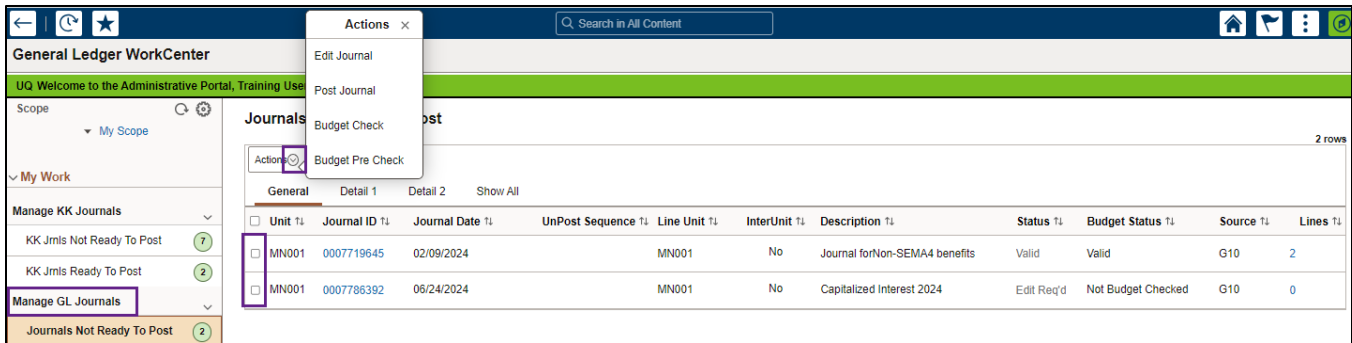 Search in All Content
General Ledger WorkCenter
UQ Welcome to the Administrative Portal, Training Use
Actions ×
Edit Journal
Post Journal
Budget Check
Budget Pre Check
Scope
My Scope
My Work
Manage KK Journals
KK Jrnls Not Ready To Post 7
KK Jrnls Ready To Post 2
Manage GL Journals
Journals Not Ready To Post 2
Journals
ost
2 rows
Actions
General Detail 1 Detail 2 Show All
Unit Journal ID Journal Date UnPost Sequence Line Unit InterUnit Description Status Budget Status Source Lines
MN001 0007719645 02/09/2024 MN001 No Journal forNon-SEMA4 benefits Valid Valid G10 2
MN001 0007786392 06/24/2024 MN001 No Capitalized Interest 2024 Edit Req'd Not Budget Checked G10 0